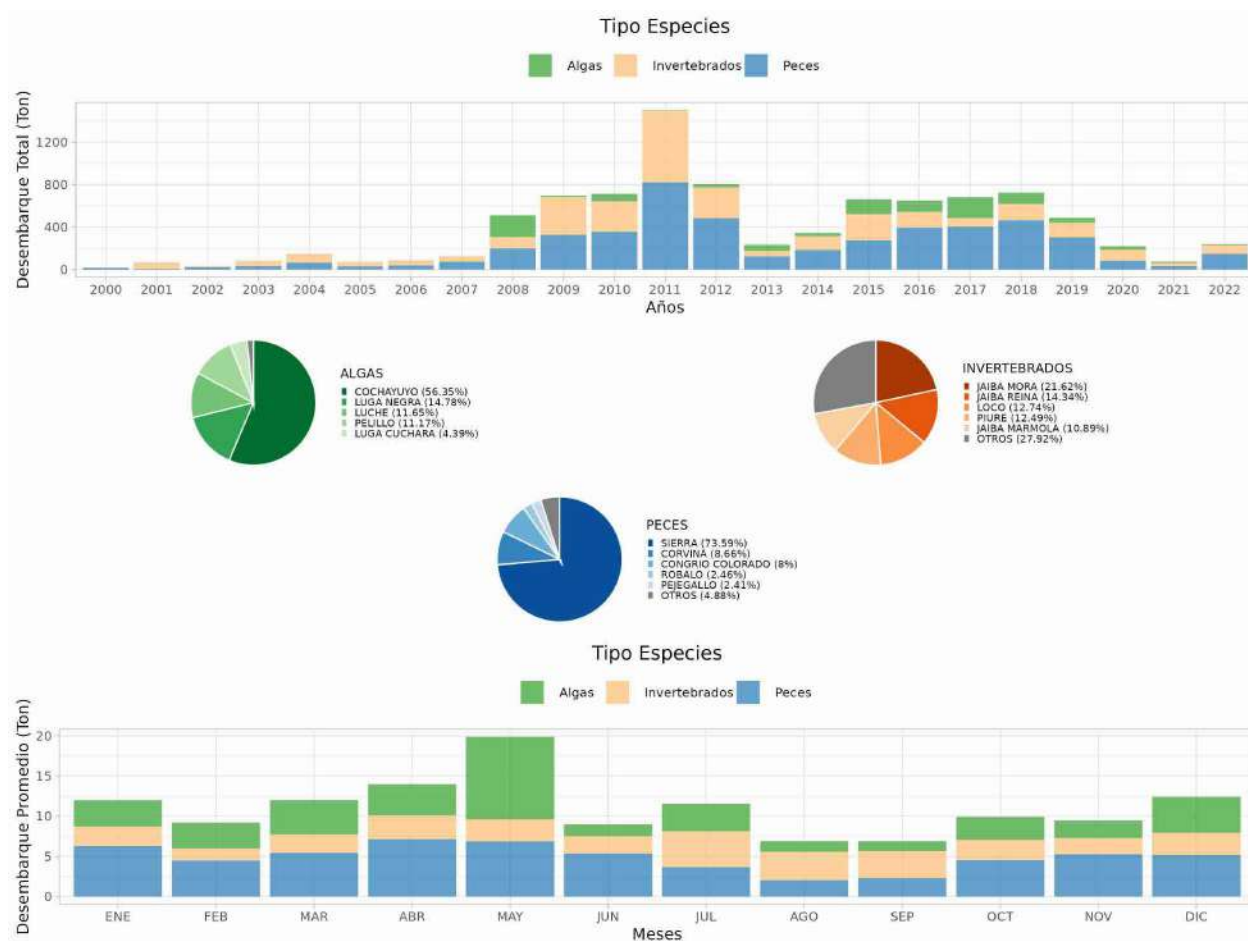 Tipo Especies
Algas Invertebrados Peces
Desembarque Total (Ton)
1200
800
400
0
2000 2001 2002 2003 2004 2005 2006 2007 2008 2009 2010 2011 2012 2013 2014 2015 2016 2017 2018 2019 2020 2021 2022
Años
ALGAS
COCHAYUYO (56.35%)
LUGA NEGRA (14.78%)
LUCHE (11.65%)
PELILLO (11.17%)
LUGA CUCHARA (4.39%)
INVERTEBRADOS
JAIBA MORA (21.62%)
JAIBA REINA (14.34%)
LOCO (12.74%)
PIURE (12.49%)
JAIBA MARMOLA (10.89%)
OTROS (27.92%)
PECES
SIERRA (73.59%)
CORVINA (8.66%)
CONGRIO COLORADO (8%)
ROBALO (2.46%)
PEJEGALLO (2.41%)
OTROS (4.88%)
Tipo Especies
Algas Invertebrados Peces
Desembarque Promedio (Ton)
20
15
10
5
0
ENE FEB MAR ABR MAY JUN JUL AGO SEP OCT NOV DIC
Meses